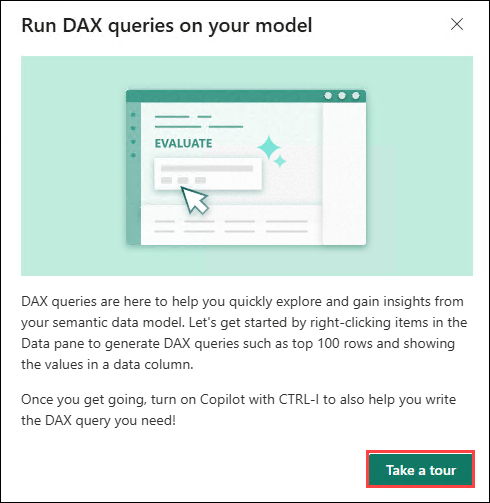 Run DAX queries on your model
EVALUATE
DAX queries are here to help you quickly explore and gain insights from
your semantic data model. Let's get started by right-clicking items in the
Data pane to generate DAX queries such as top 100 rows and showing
the values in a data column.
Once you get going, turn on Copilot with CTRL-I to also help you write
the DAX query you need!
Take a tour